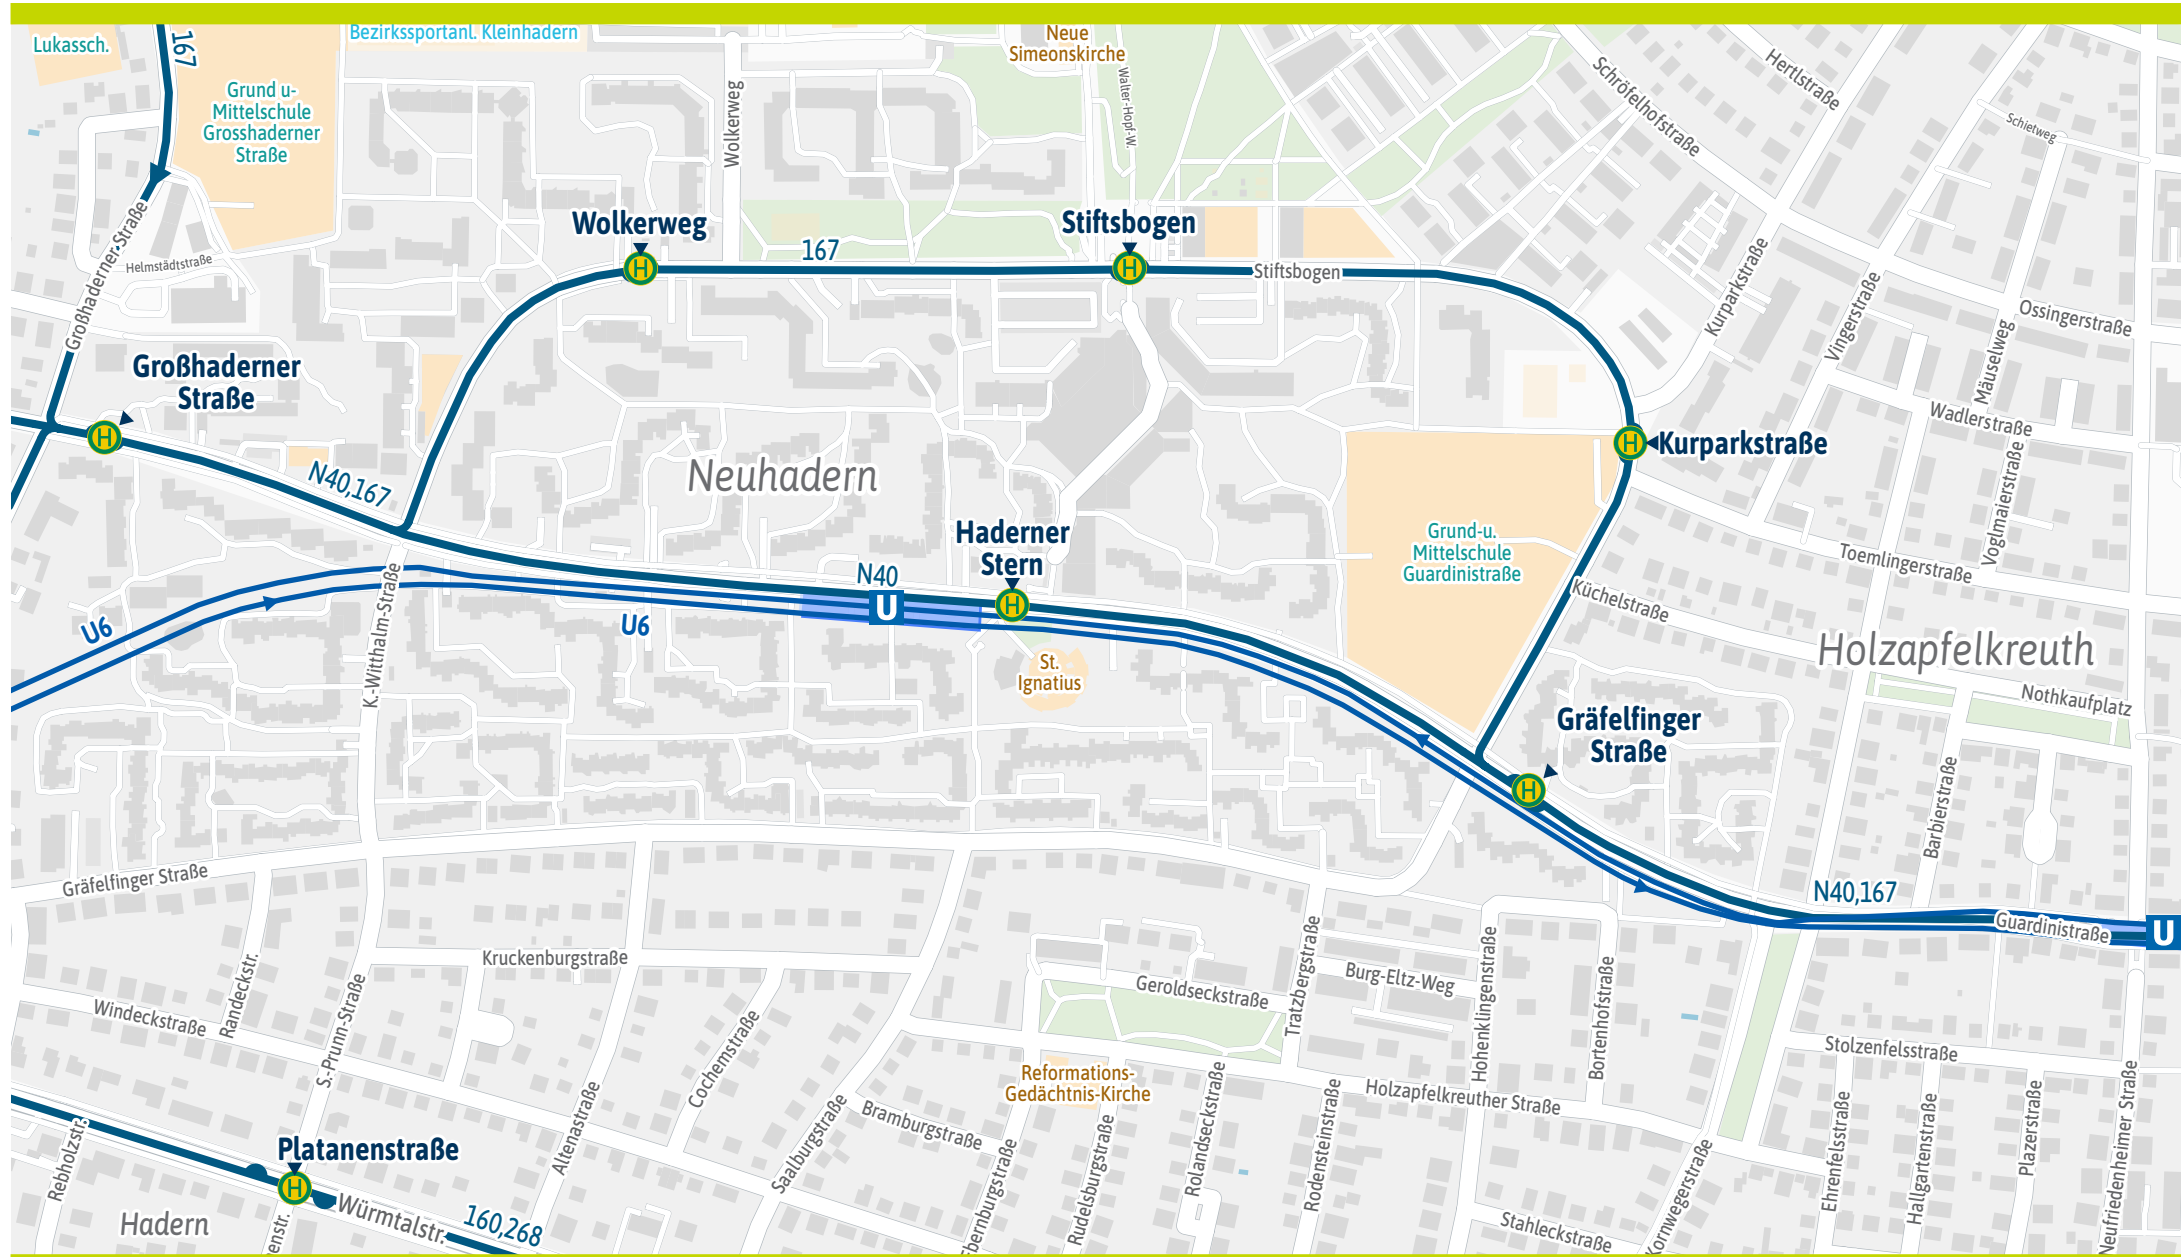 Lukassch.
167
Bezirkssportanl. Kleinhadern
Neue
Simeonskirche
Grund u-
Mittelschule
Grosshaderner
Straße
Wolkerweg
Walter-Hopf-W.
Schröfelhofstraße
Hertlstraße
Schietweg
Großhaderner-Straße
Helmstädtstraße
Wolkerweg
H
167
Stiftsbogen
H
Stiftsbogen
Kurparkstraße
Vingerstraße
Ossingerstraße
Mäuselweg
Wadlerstraße
Großhaderner
Straße
H
N40,167
Neuhadern
H
Kurparkstraße
Voglmaierstraße
Toemlingerstraße
Grund-u.
Mittelschule
Guardinistraße
Haderner
Stern
H
N40
U
U6
U6
K.-Witthalm-Straße
Küchelstraße
Holzapfelkreuth
Nothkaufplatz
St.
Ignatius
Gräfelfinger
Straße
H
Barbierstraße
Gräfelfinger Straße
N40,167
Guardinistraße
U
Kruckenburgstraße
Randeckstr.
Windeckstraße
S.-Prunn-Straße
Cochemstraße
Altenastraße
Saalburgstraße
Bramburgstraße
Geroldseckstraße
Tratzbergstraße
Burg-Eltz-Weg
Hohenklingenstraße
Bortenhofstraße
Reformations-
Gedächtnis-Kirche
Holzapfelkreuther Straße
Stolzenfelsstraße
Rolandseckstraße
Rodensteinstraße
Rudelsburgstraße
bernburgstraße
Ehrenfelsstraße
Hallgartenstraße
Plazerstraße
Neufriedenheimer Straße
Kornwegerstraße
Stahleckstraße
Platanenstraße
H
Rebholzstr.
Hadern
enstr.
Würmtalstr.
160,268